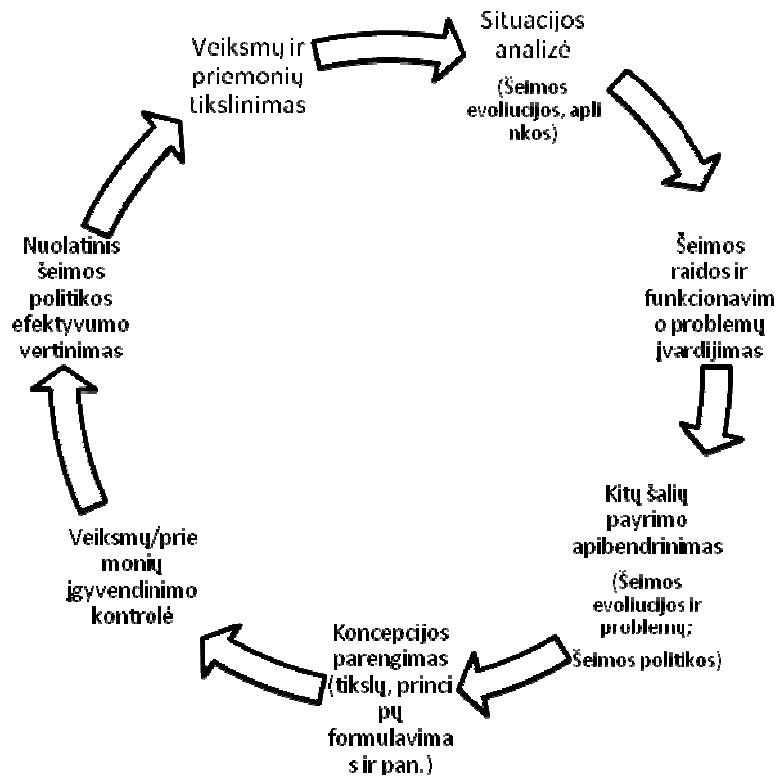 Situacijos
analizė
(Šeimos
evoliucijos, apli
nkos)
Šeimos
raidos ir
funkcionavim
o problemų
įvardijimas
Kitų šalių
payrimo
apibendrinimas
(Šeimos
evoliucijos ir
problemų;
Šeimos politikos)
Koncepcijos
parengimas
(tikslų, princi
pų
formulavima
s ir pan.)
Veiksmų/prie
monių
įgyvendinimo
kontrolė
Nuolatinis
šeimos
politikos
efektyvumo
vertinimas
Veiksmų ir
priemonių
tikslinimas